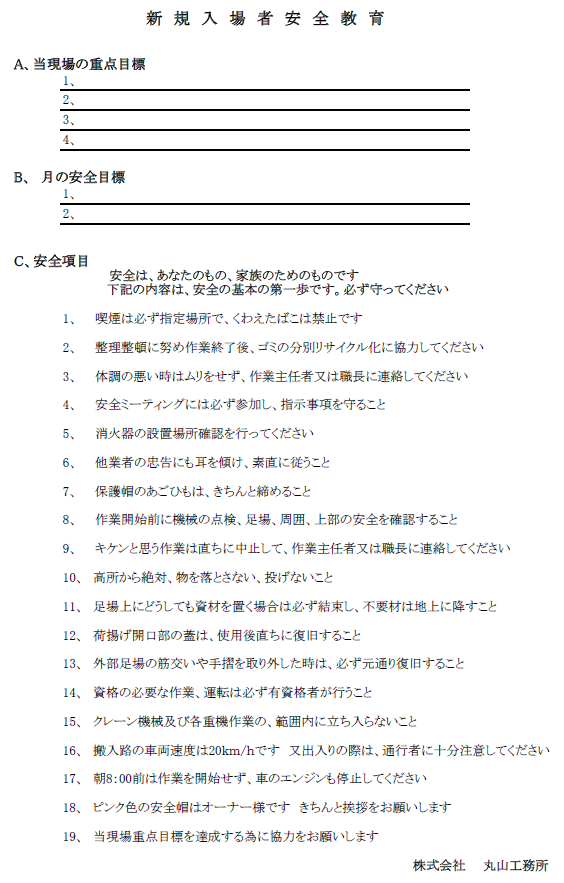 新規入場者安全教育
A、当現場の重点目標
1、
2、
3、
4、
B、　月の安全目標
1、
2、
C、安全項目
安全は、あなたのもの、家族のためのものです
下記の内容は、安全の基本の第一歩です。必ず守ってください
1、　喫煙は必ず指定場所で、くわえたばこは禁止です
2、　整理整頓に努め作業終了後、ゴミの分別リサイクル化に協力してください
3、　体調の悪い時はムリをせず、作業主任者又は職長に連絡してください
4、　安全ミーティングには必ず参加し、指示事項を守ること
5、　消火器の設置場所確認を行ってください
6、　他業者の忠告にも耳を傾け、素直に従うこと
7、　保護帽のあごひもは、きちんと締めること
8、　作業開始前に機械の点検、足場、周囲、上部の安全を確認すること
9、　キケンと思う作業は直ちに中止して、作業主任者又は職長に連絡してください
10、　高所から絶対、物を落とさない、投げないこと
11、　足場上にどうしても資材を置く場合は必ず結束し、不要材は地上に降すこと
12、　荷揚げ開口部の蓋は、使用後直ちに復旧すること
13、　外部足場の筋交いや手摺を取り外した時は、必ず元通り復旧すること
14、　資格の必要な作業、運転は必ず有資格者が行うこと
15、　クレーン機械及び各重機作業の、範囲内に立ち入らないこと
16、　搬入路の車両速度は20km/hです　又出入りの際は、通行者に十分注意してください
17、　朝8:00前は作業を開始せず、車のエンジンも停止してください
18、　ピンク色の安全帽はオーナー様です　きちんと挨拶をお願いします
19、　当現場重点目標を達成する為に協力をお願いします
株式会社　丸山工務所